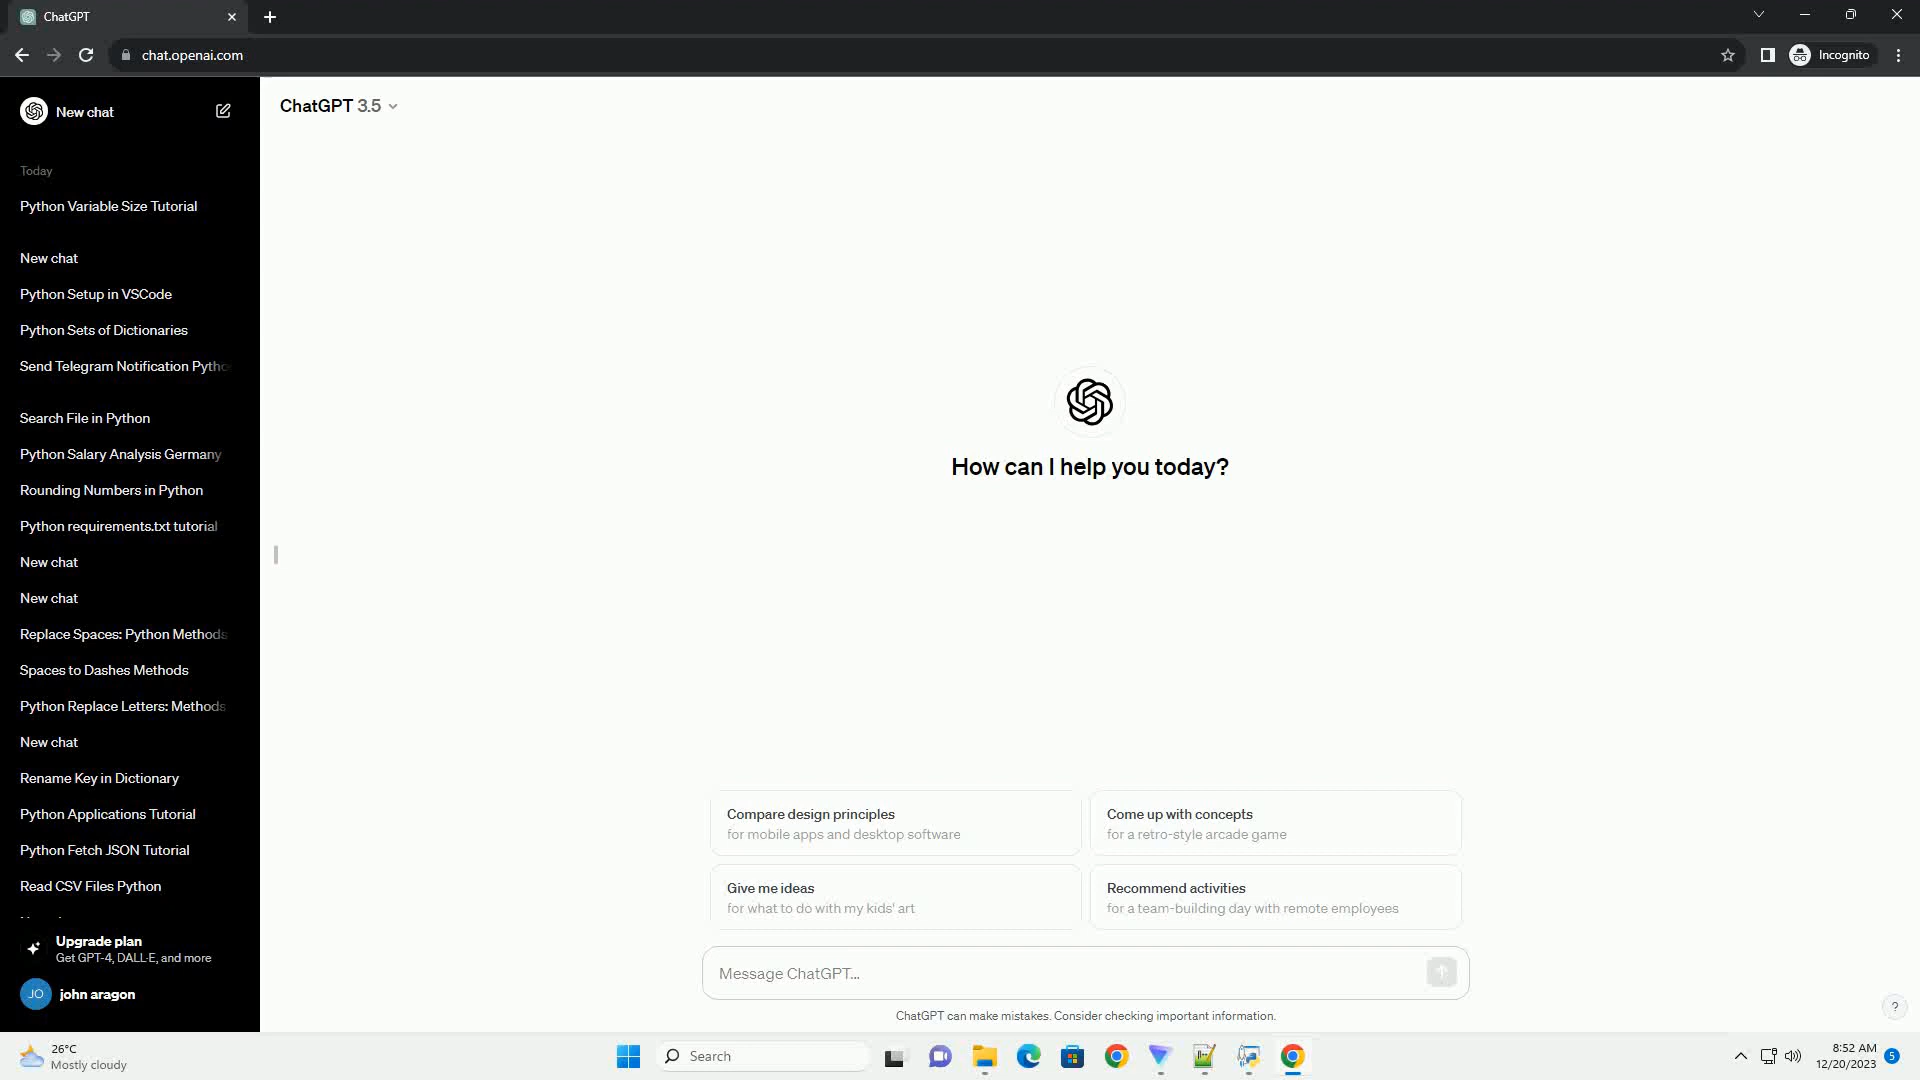 ChatGPT
chat.openai.com
Incognito
New chat
ChatGPT 3.5
Today
Python Variable Size Tutorial
New chat
Python Setup in VSCode
Python Sets of Dictionaries
Send Telegram Notification Pytho
Search File in Python
Python Salary Analysis Germany
Rounding Numbers in Python
Python requirements.txt tutorial
New chat
New chat
Replace Spaces: Python Methods
Spaces to Dashes Methods
Python Replace Letters: Methods
New chat
Rename Key in Dictionary
Python Applications Tutorial
Python Fetch JSON Tutorial
Read CSV Files Python
Upgrade plan
Get GPT-4, DALL·E, and more
JO john aragon
How can I help you today?
Compare design principles
for mobile apps and desktop software
Come up with concepts
for a retro-style arcade game
Give me ideas
for what to do with my kids' art
Recommend activities
for a team-building day with remote employees
Message ChatGPT...
ChatGPT can make mistakes. Consider checking important information.
?
26°C
Mostly cloudy
Search
8:52 AM
12/20/2023
5